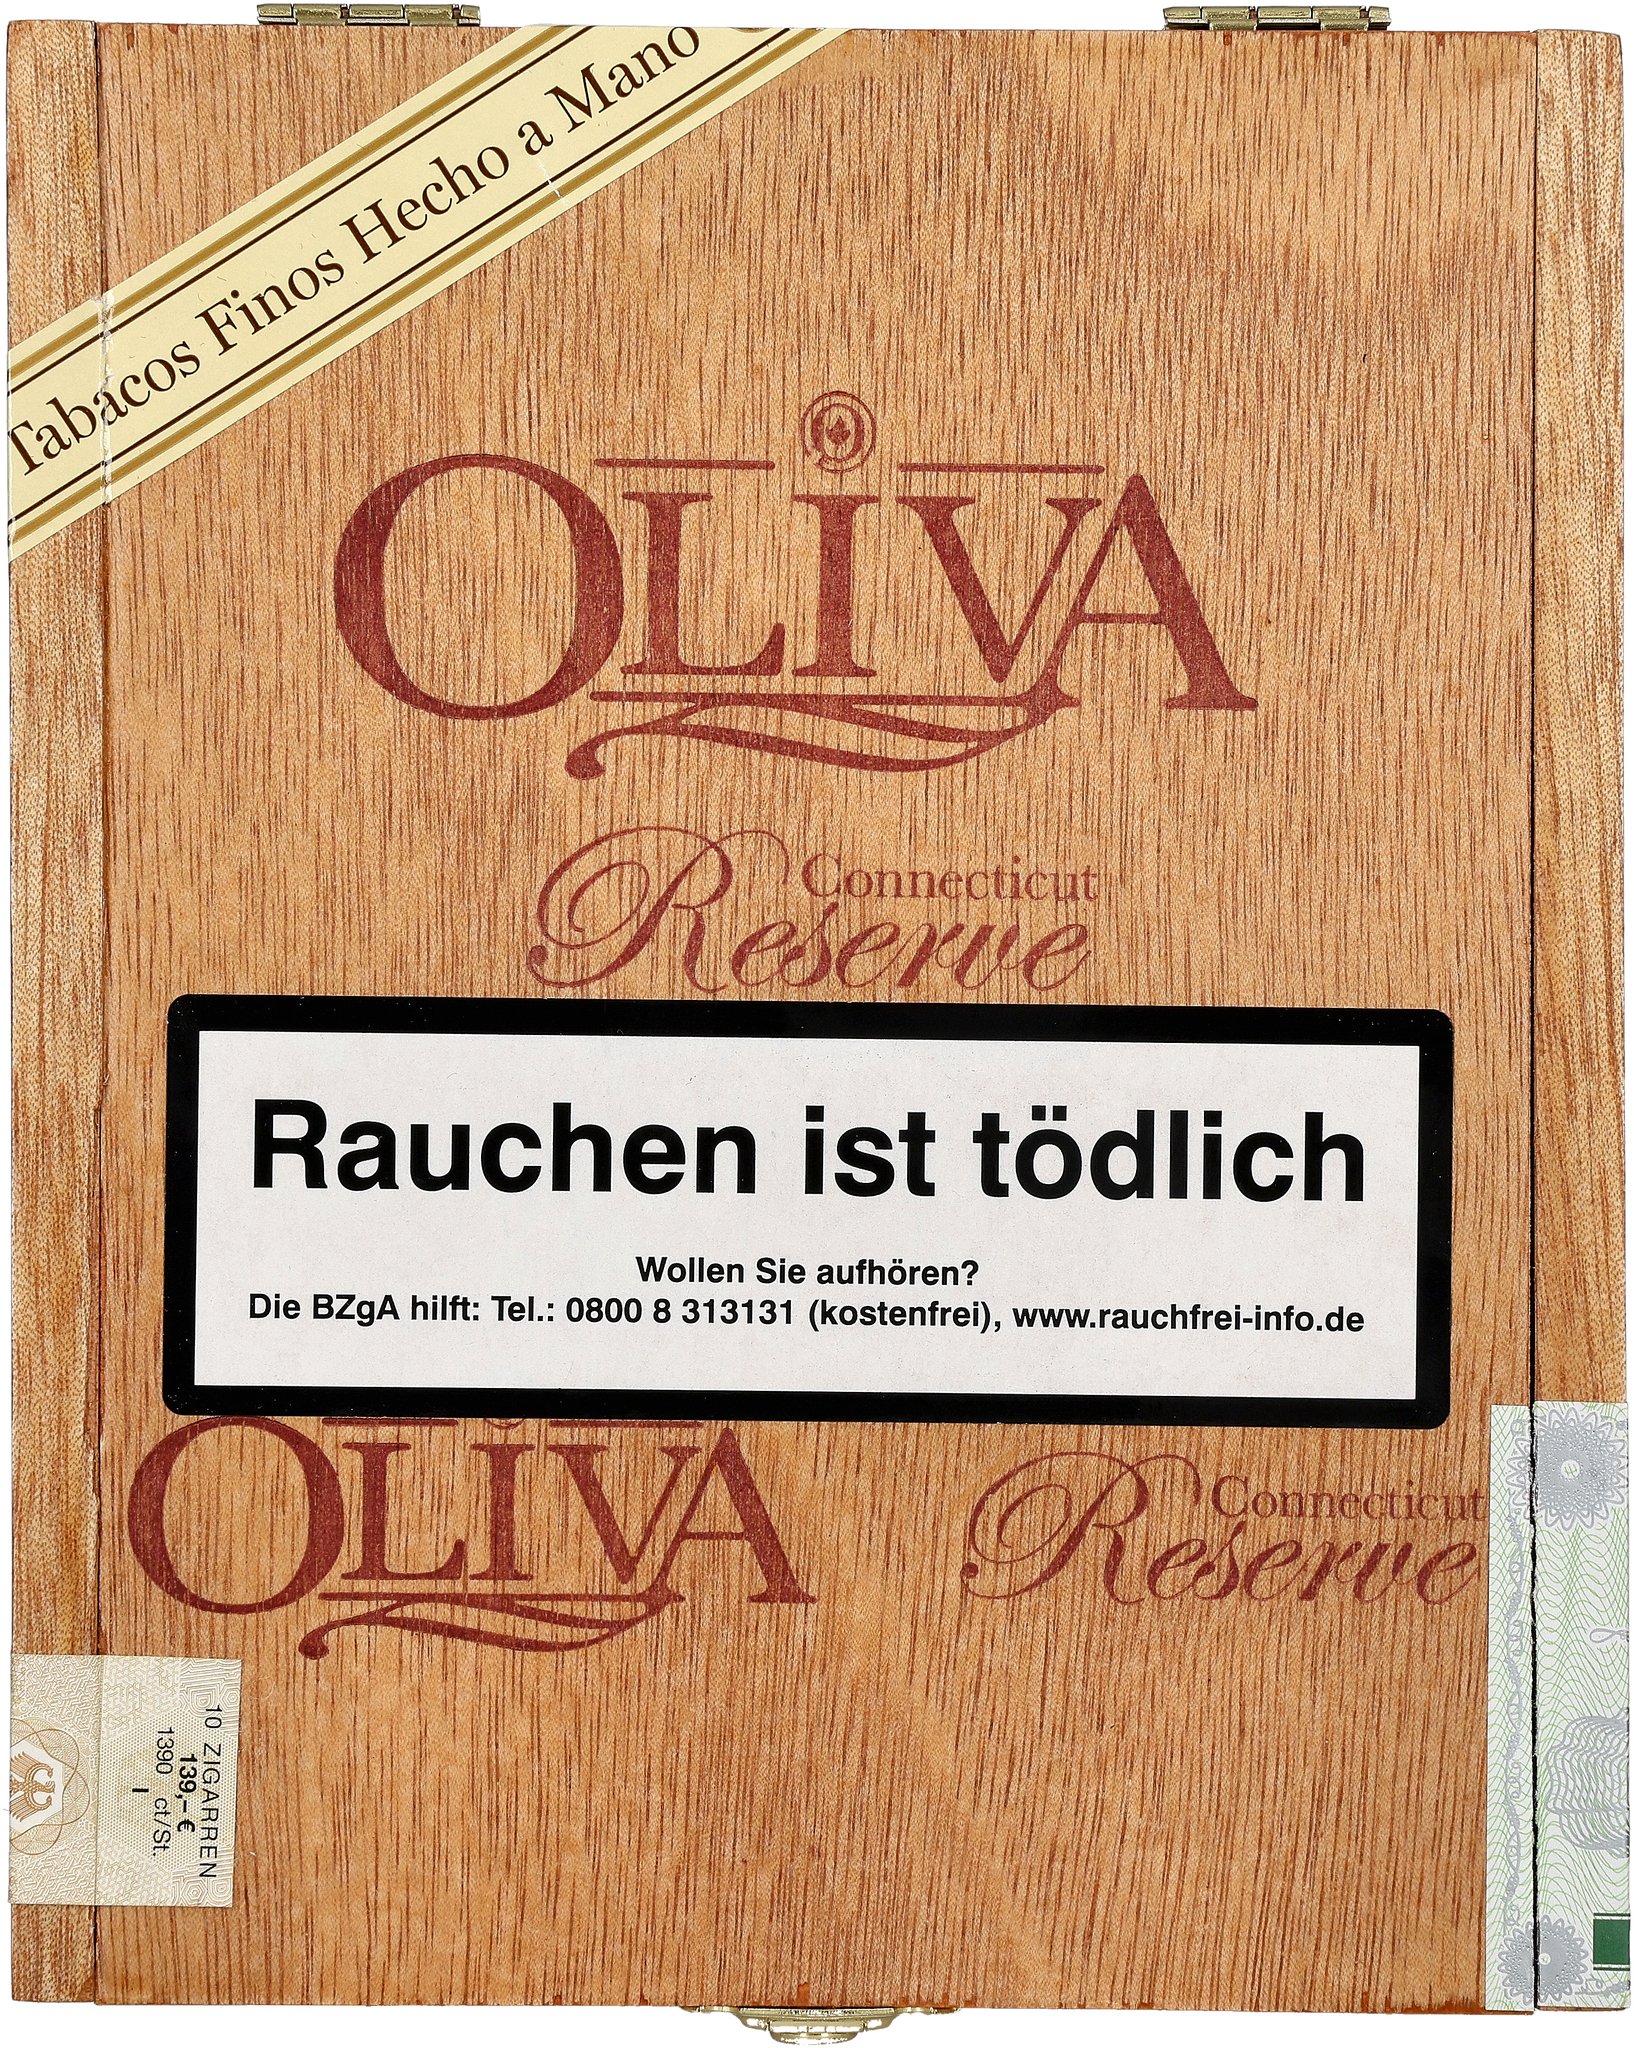 Tabacos Finos Hecho a Mano
OLIVA
Connecticut
Reserve
Rauchen ist tödlich
Wollen Sie aufhören?
Die BZgA hilft: Tel.: 0800 8 313131 (kostenfrei), www.rauchfrei-info.de
OLIVA
Connecticut
Reserve
10 ZIGARREN
139,– €
1390 ct/St.
I